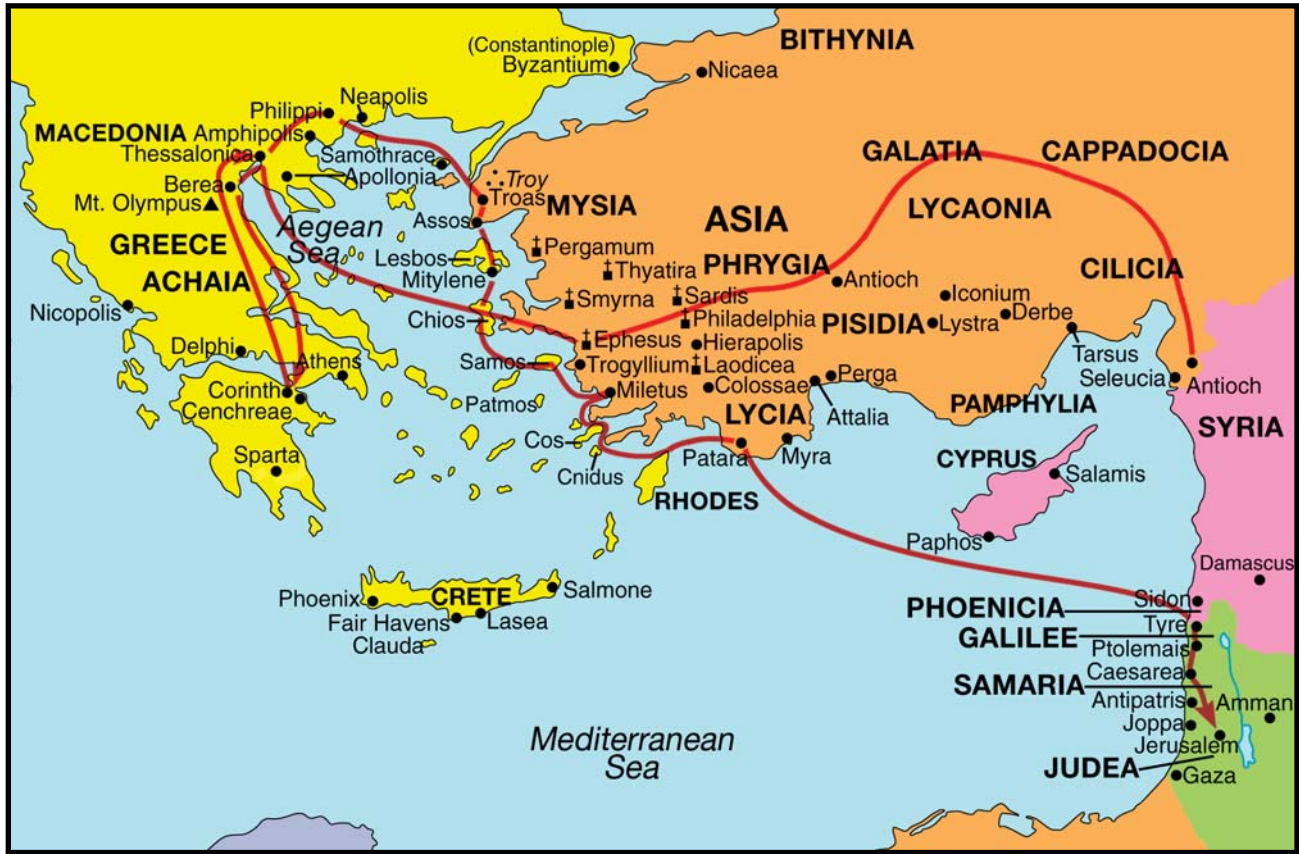 (Constantinople)
Byzantium
BITHYNIA
Nicaea
Philippi
Neapolis
MACEDONIA
Amphipolis
Thessalonica
Samothrace
Apollonia
Berea
Mt. Olympus
Troy
Troas
GALATIA
CAPPADOCIA
MYSIA
ASIA
LYCAONIA
Assos
Aegean
Sea
GREECE
ACHAIA
Lesbos
Mitylene
Pergamum
Thyatira
PHRYGIA
Antioch
CILICIA
Nicopolis
Smyrna
Sardis
Iconium
Derbe
Chios
Philadelphia
PISIDIA
Lystra
Delphi
Athens
Ephesus
Hierapolis
Tarsus
Samos
Trogyllium
Laodicea
Seleucia
Antioch
Corinth
Cenchreae
Patmos
Miletus
Colossae
Perga
Attalia
PAMPHYLIA
LYCIA
SYRIA
Sparta
Cos
Cnidus
Patara
Myra
CYPRUS
Salamis
RHODES
Paphos
Damascus
Phoenix
CRETE
Salmone
Fair Havens
Lasea
Clauda
PHOENICIA
Sidon
Tyre
GALILEE
Ptolemais
Caesarea
SAMARIA
Antipatris
Amman
Joppa
Jerusalem
JUDEA
Gaza
Mediterranean
Sea